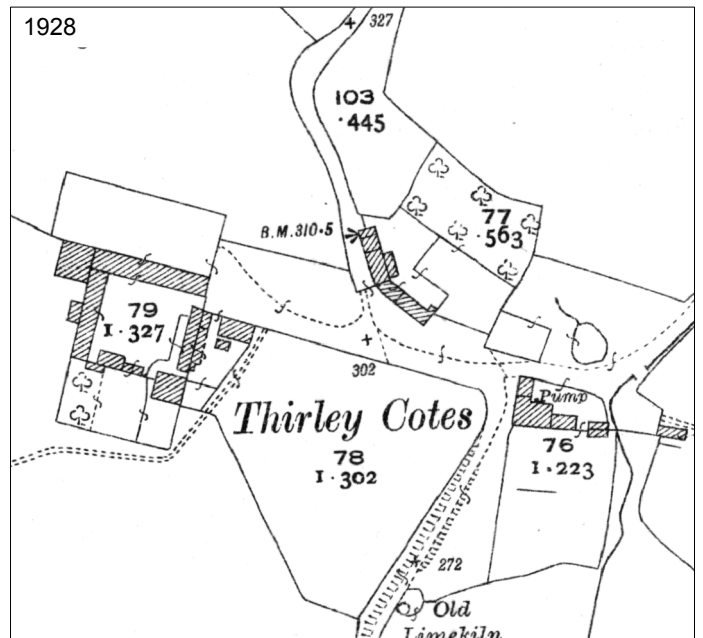 1928
327
103
·445
B.M.310·5
77
·563
79
1·327
302
Thirley Cotes
78
1·302
Pump
76
1·223
272
Old
Limekiln